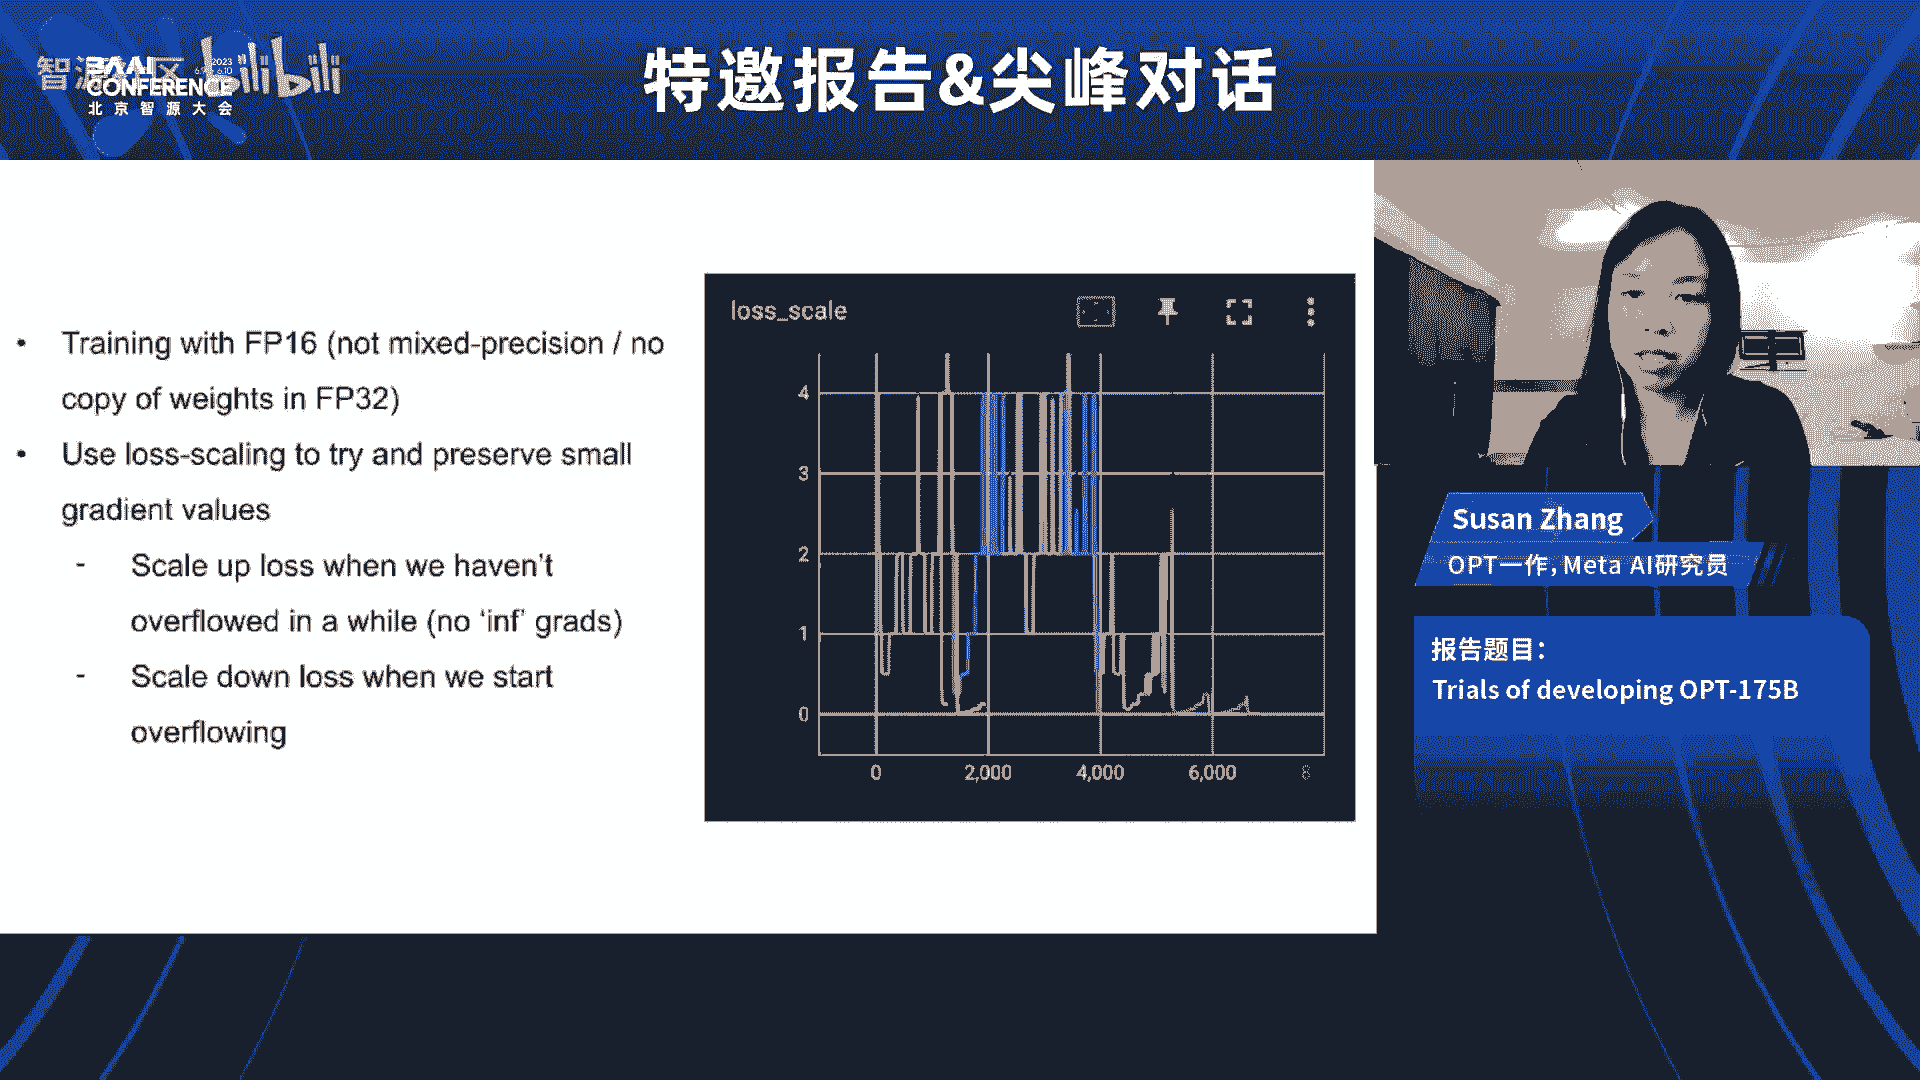 智源社区 bilibili
BAAI 2023
CONFERENCE
北京智源大会
特邀报告&尖峰对话
• Training with FP16 (not mixed-precision / no
copy of weights in FP32)
• Use loss-scaling to try and preserve small
gradient values
- Scale up loss when we haven’t
overflowed in a while (no ‘inf’ grads)
- Scale down loss when we start
overflowing
loss_scale
4
3
2
1
0
0 2,000 4,000 6,000 8
Susan Zhang
OPT一作, Meta AI研究员
报告题目：
Trials of developing OPT-175B